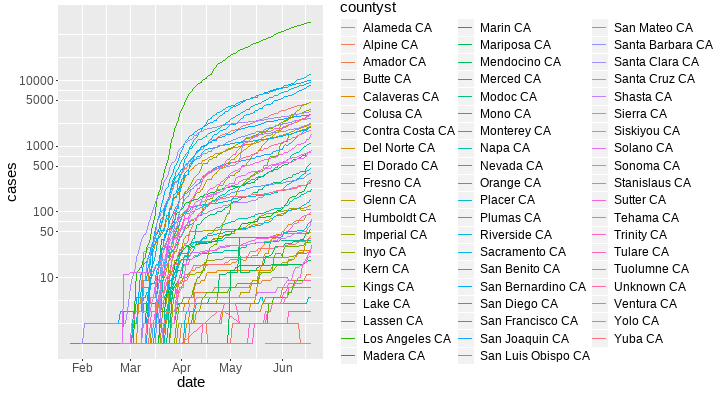 countyst
Alameda CA
Alpine CA
Amador CA
Butte CA
Calaveras CA
Colusa CA
Contra Costa CA
Del Norte CA
El Dorado CA
Fresno CA
Glenn CA
Humboldt CA
Imperial CA
Inyo CA
Kern CA
Kings CA
Lake CA
Lassen CA
Los Angeles CA
Madera CA
Marin CA
Mariposa CA
Mendocino CA
Merced CA
Modoc CA
Mono CA
Monterey CA
Napa CA
Nevada CA
Orange CA
Placer CA
Plumas CA
Riverside CA
Sacramento CA
San Benito CA
San Bernardino CA
San Diego CA
San Francisco CA
San Joaquin CA
San Luis Obispo CA
San Mateo CA
Santa Barbara CA
Santa Clara CA
Santa Cruz CA
Shasta CA
Sierra CA
Siskiyou CA
Solano CA
Sonoma CA
Stanislaus CA
Sutter CA
Tehama CA
Trinity CA
Tulare CA
Tuolumne CA
Unknown CA
Ventura CA
Yolo CA
Yuba CA
cases
10000
5000
1000
500
100
50
10
Feb
Mar
Apr
May
Jun
date